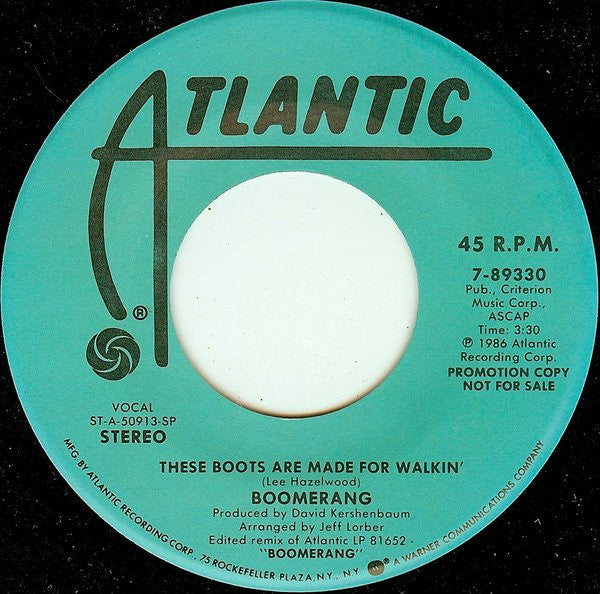 ATLANTIC
®
45 R.P.M.
7-89330
Pub., Criterion
Music Corp.,
ASCAP
Time: 3:30
℗ 1986 Atlantic
Recording Corp.
PROMOTION COPY
NOT FOR SALE
VOCAL
ST-A-50913-SP
STEREO
THESE BOOTS ARE MADE FOR WALKIN'
(Lee Hazelwood)
BOOMERANG
Produced by David Kershenbaum
Arranged by Jeff Lorber
Edited remix of Atlantic LP 81652 -
"BOOMERANG"
MFG. BY ATLANTIC RECORDING CORP., 75 ROCKEFELLER PLAZA, N.Y., N.Y. ® A WARNER COMMUNICATIONS COMPANY